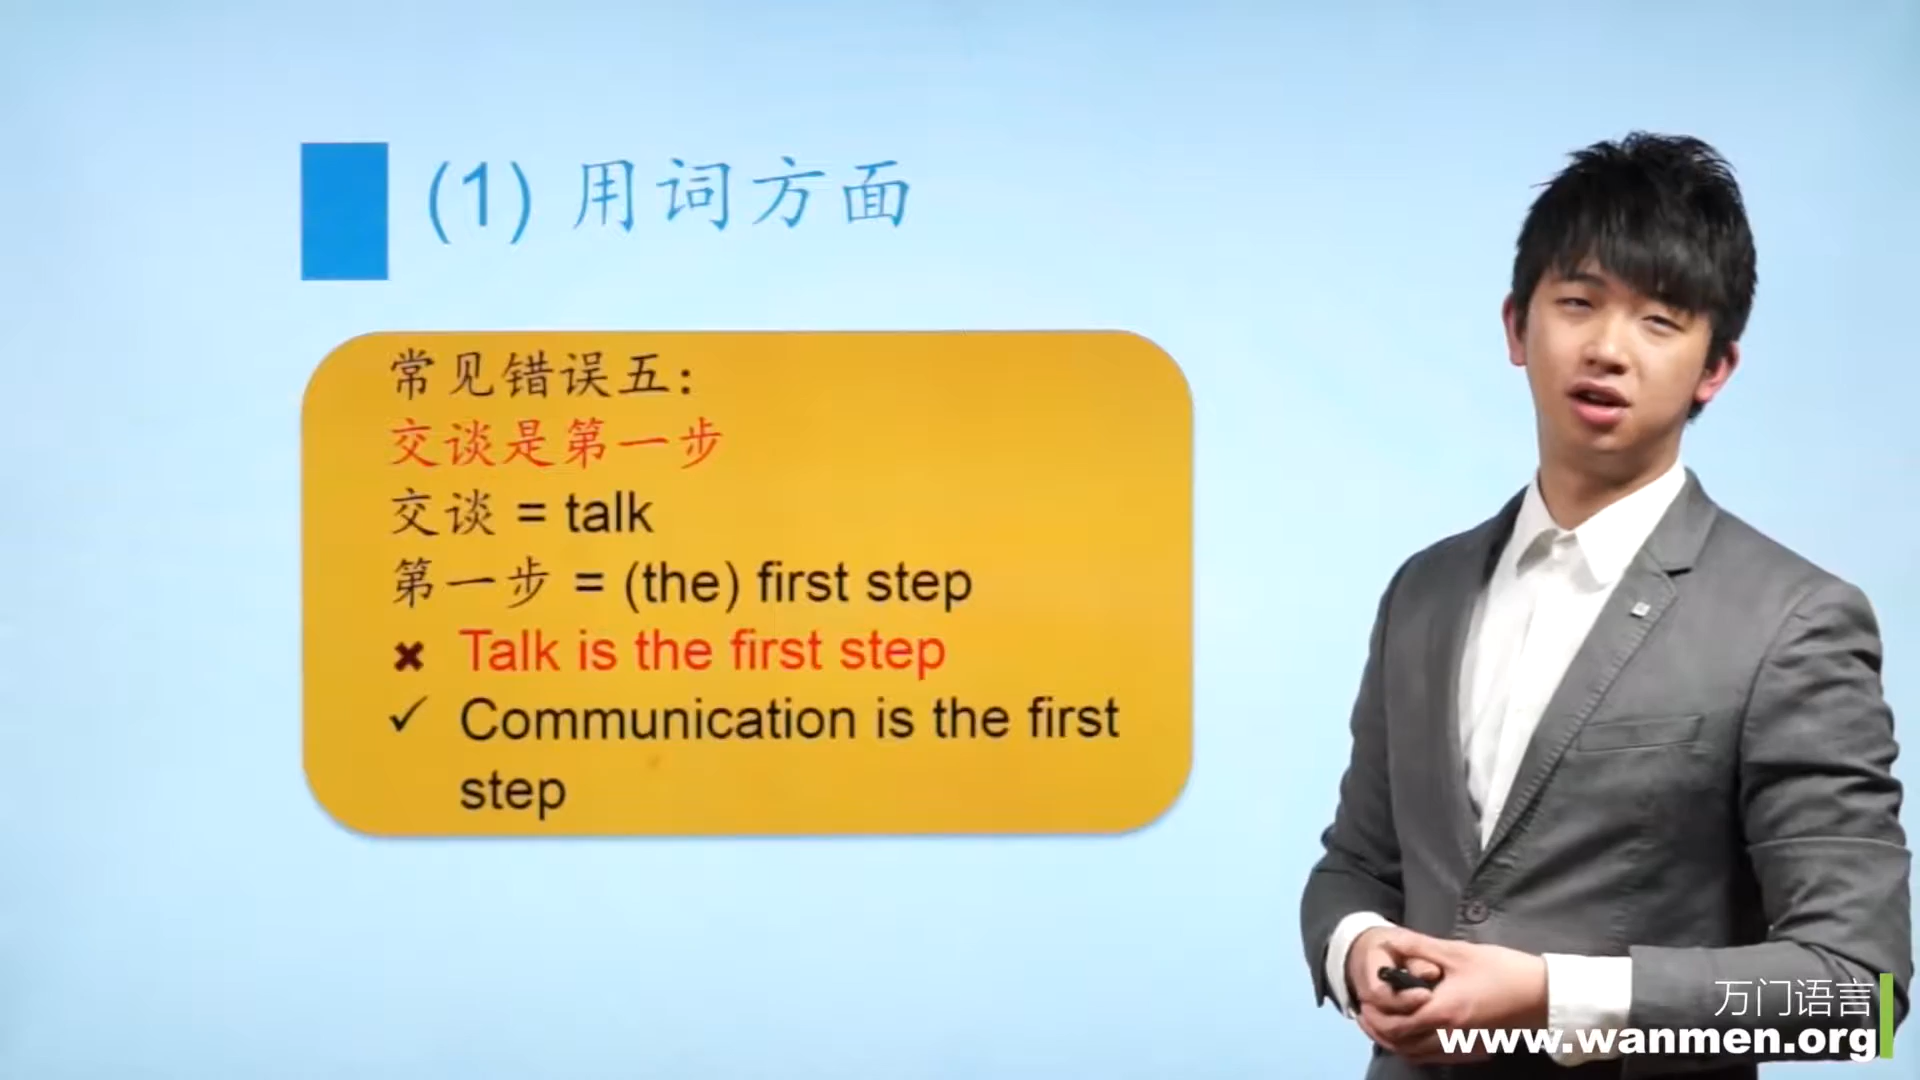 (1) 用词方面
常见错误五：
交谈是第一步
交谈 = talk
第一步 = (the) first step
✖ Talk is the first step
✓ Communication is the first
step
万门语言
www.wanmen.org